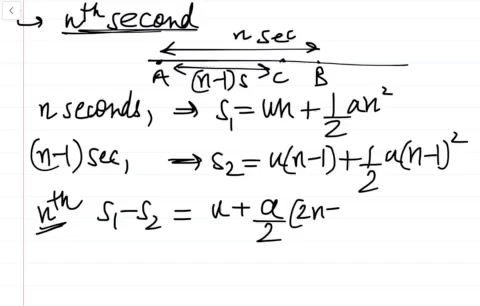 ↳ nth second
n sec
A (n-1)s C B
n seconds, ⇒ S₁ = un + 1/2 an²
(n-1) sec, ⇒ S₂ = u(n-1) + 1/2 a(n-1)²
nth S₁-S₂ = u + a/2 (2n-